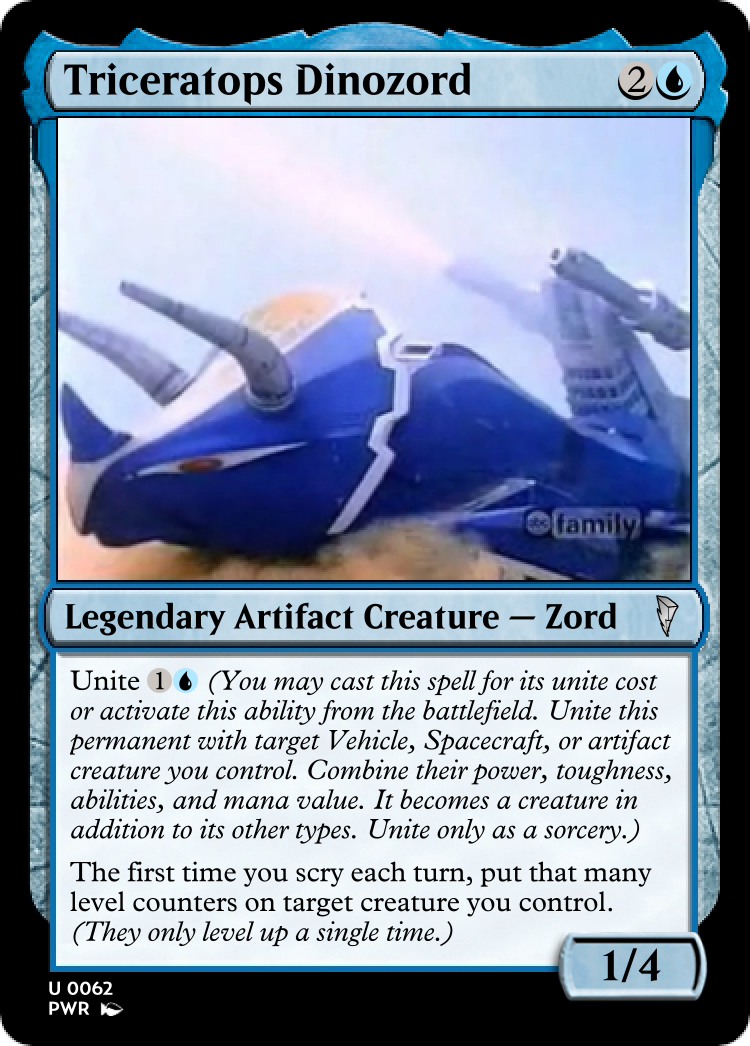 Triceratops Dinozord 2
abc family
Legendary Artifact Creature — Zord
Unite 1 (You may cast this spell for its unite cost
or activate this ability from the battlefield. Unite this
permanent with target Vehicle, Spacecraft, or artifact
creature you control. Combine their power, toughness,
abilities, and mana value. It becomes a creature in
addition to its other types. Unite only as a sorcery.)
The first time you scry each turn, put that many
level counters on target creature you control.
(They only level up a single time.)
1/4
U 0062
PWR